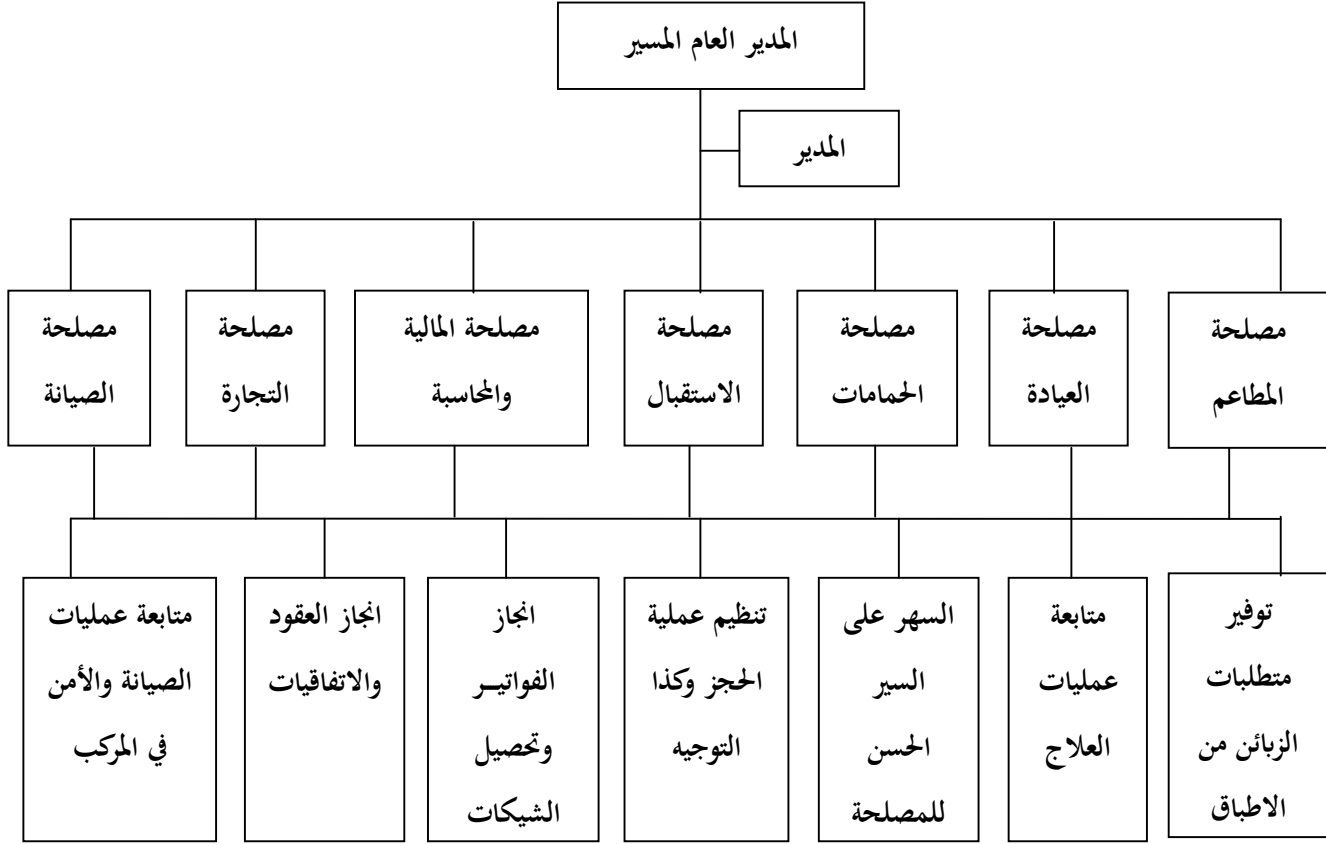 المدير العام المسير
المدير
مصلحة
المطاعم
مصلحة
العيادة
مصلحة
الحمامات
مصلحة
الاستقبال
مصلحة المالية
والمحاسبة
مصلحة
التجارة
مصلحة
الصيانة
توفير
متطلبات
الزبائن من
الاطباق
متابعة
عمليات
العلاج
السهر على
السير
الحسن
للمصلحة
تنظيم عملية
الحجز وكذا
التوجيه
انجاز
الفواتيـــر
وتحصيل
الشيكات
انجاز العقود
والاتفاقيات
متابعة عمليات
الصيانة والأمن
في المركب